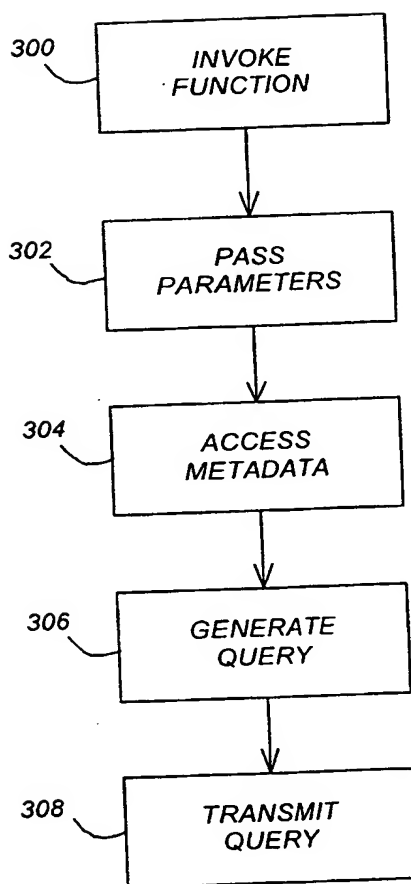 300
INVOKE
FUNCTION
302
PASS
PARAMETERS
304
ACCESS
METADATA
306
GENERATE
QUERY
308
TRANSMIT
QUERY